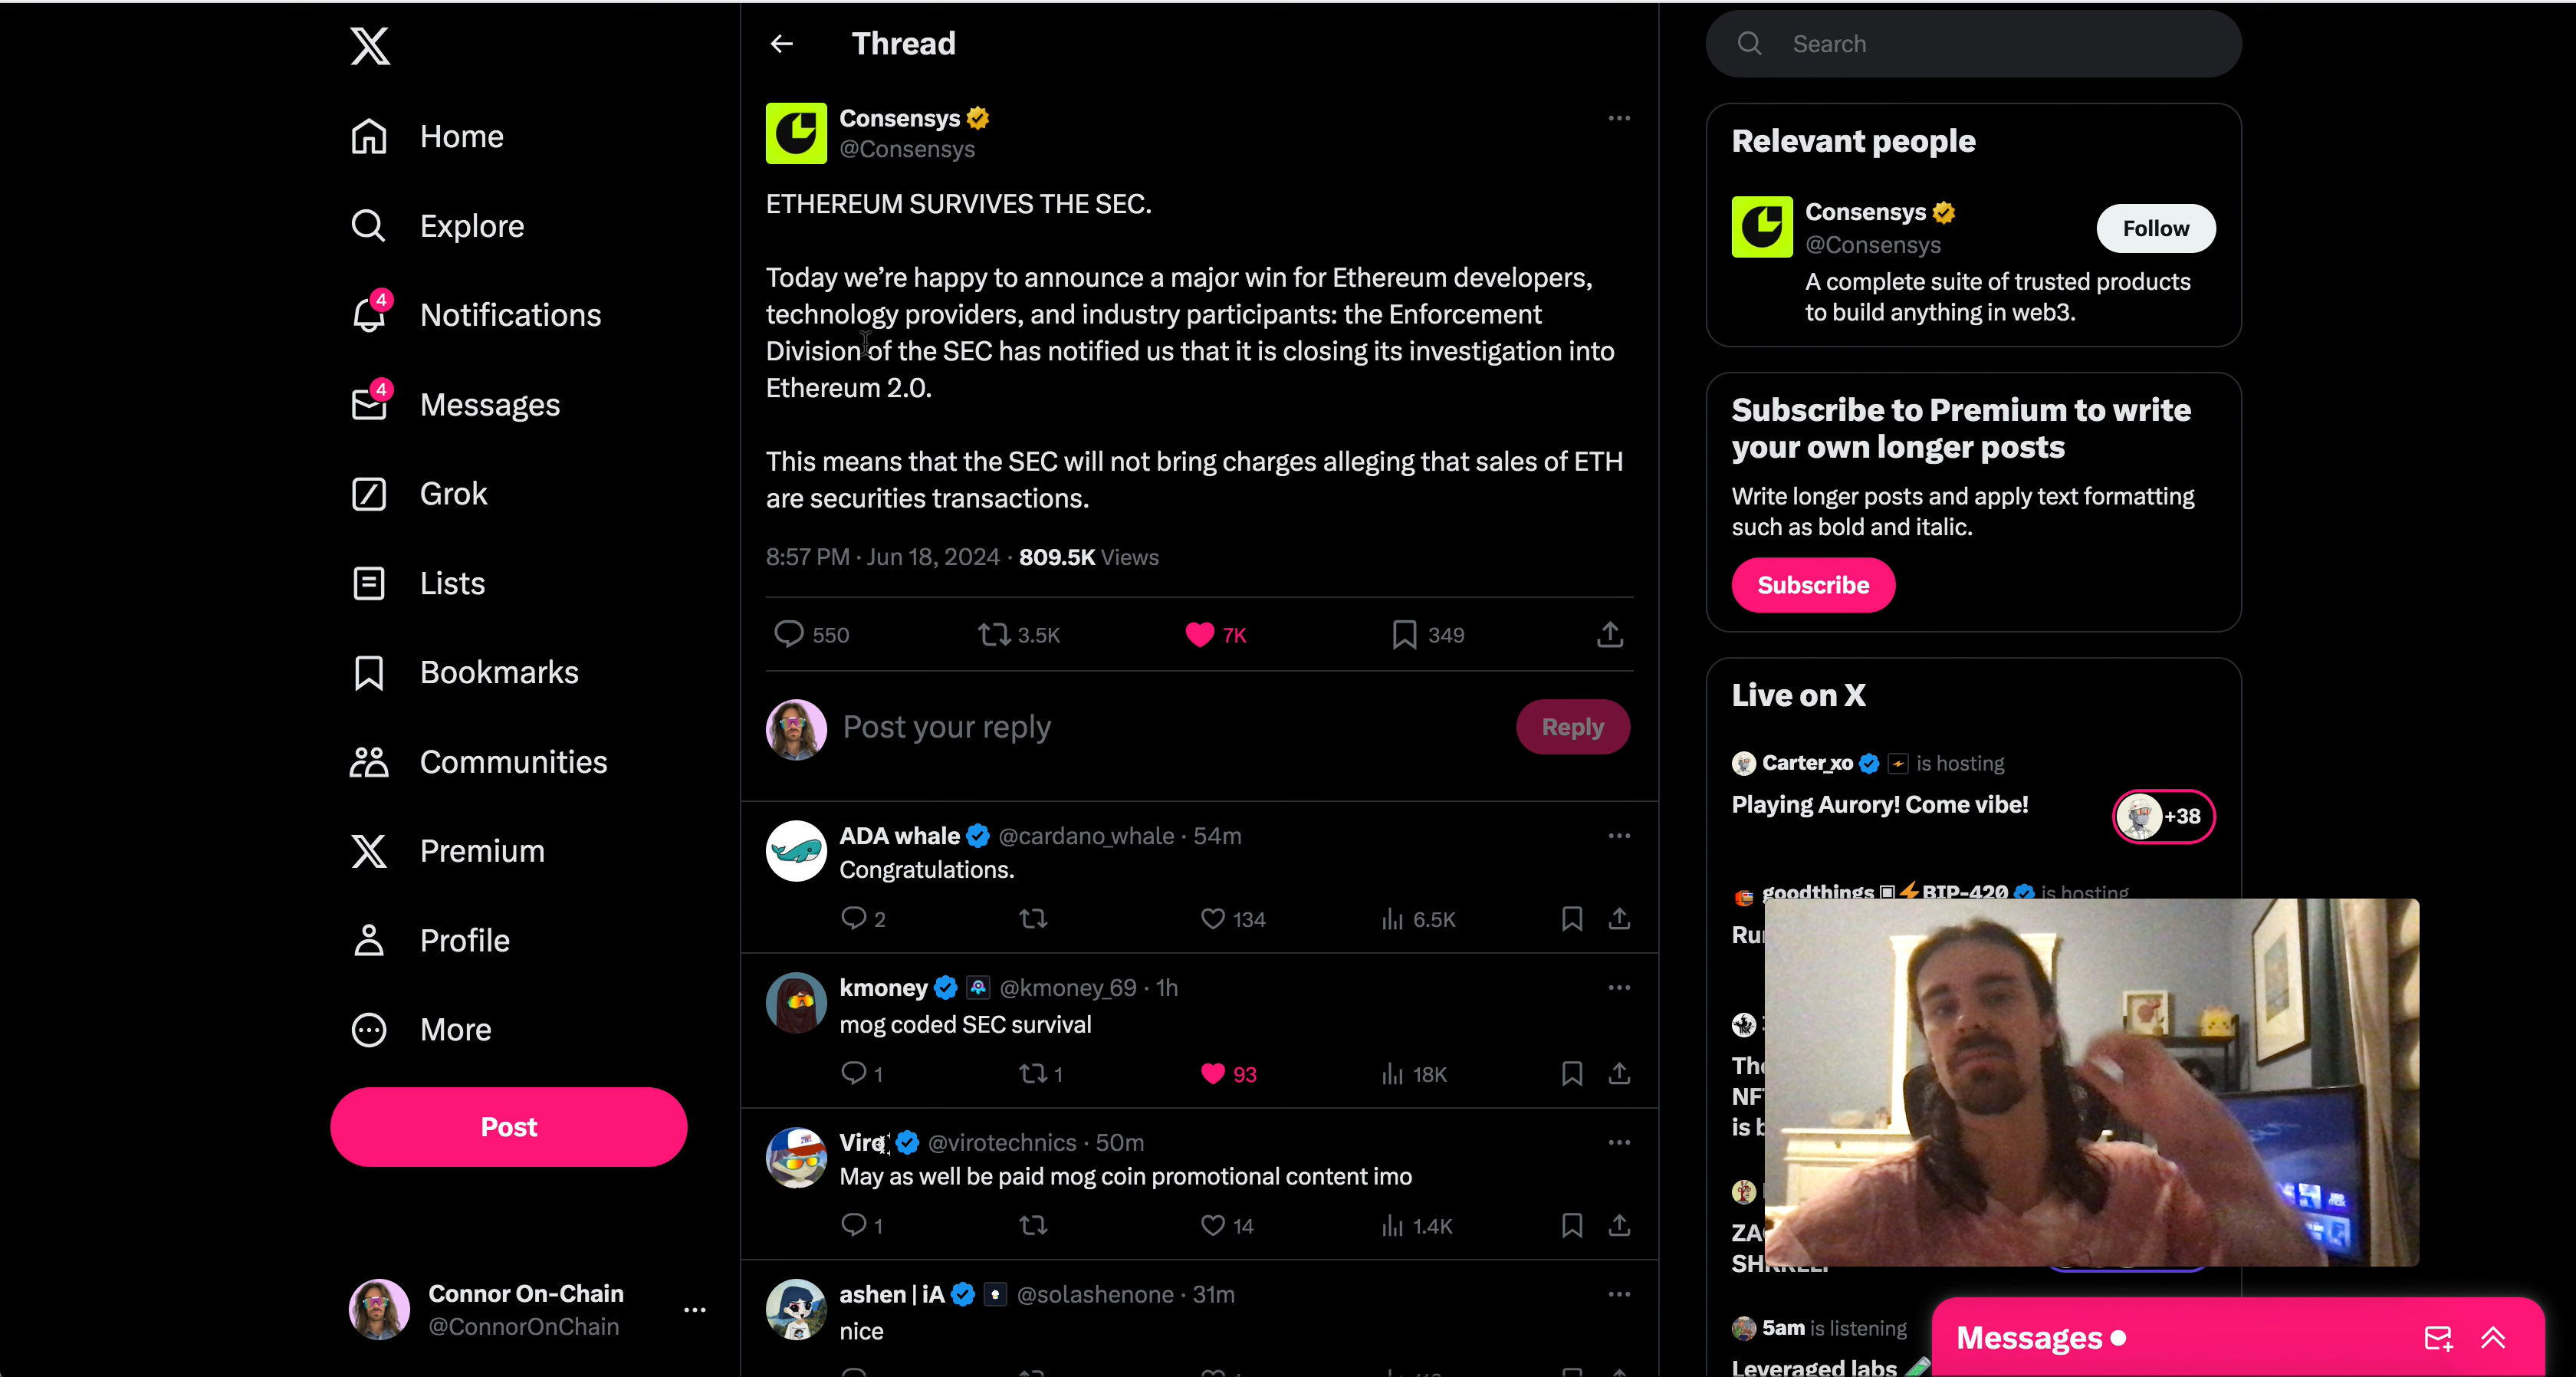 Home
Explore
4
Notifications
4
Messages
Grok
Lists
Bookmarks
Communities
Premium
Profile
More
Post
Connor On-Chain
@ConnorOnChain
Thread
Consensys
@Consensys
ETHEREUM SURVIVES THE SEC.
Today we’re happy to announce a major win for Ethereum developers,
technology providers, and industry participants: the Enforcement
Division of the SEC has notified us that it is closing its investigation into
Ethereum 2.0.
This means that the SEC will not bring charges alleging that sales of ETH
are securities transactions.
8:57 PM · Jun 18, 2024 · 809.5K Views
550 3.5K 7K 349
Post your reply
Reply
ADA whale @cardano_whale · 54m
Congratulations.
2 134 6.5K
kmoney @kmoney_69 · 1h
mog coded SEC survival
1 1 93 18K
Viro @virotechnics · 50m
May as well be paid mog coin promotional content imo
1 14 1.4K
ashen | iA @solashenone · 31m
nice
Search
Relevant people
Consensys
@Consensys
Follow
A complete suite of trusted products
to build anything in web3.
Subscribe to Premium to write
your own longer posts
Write longer posts and apply text formatting
such as bold and italic.
Subscribe
Live on X
Carter_xo is hosting
Playing Aurory! Come vibe!
+38
goodthings BIP-420 is hosting
5am is listening
Leveraged labs
Messages